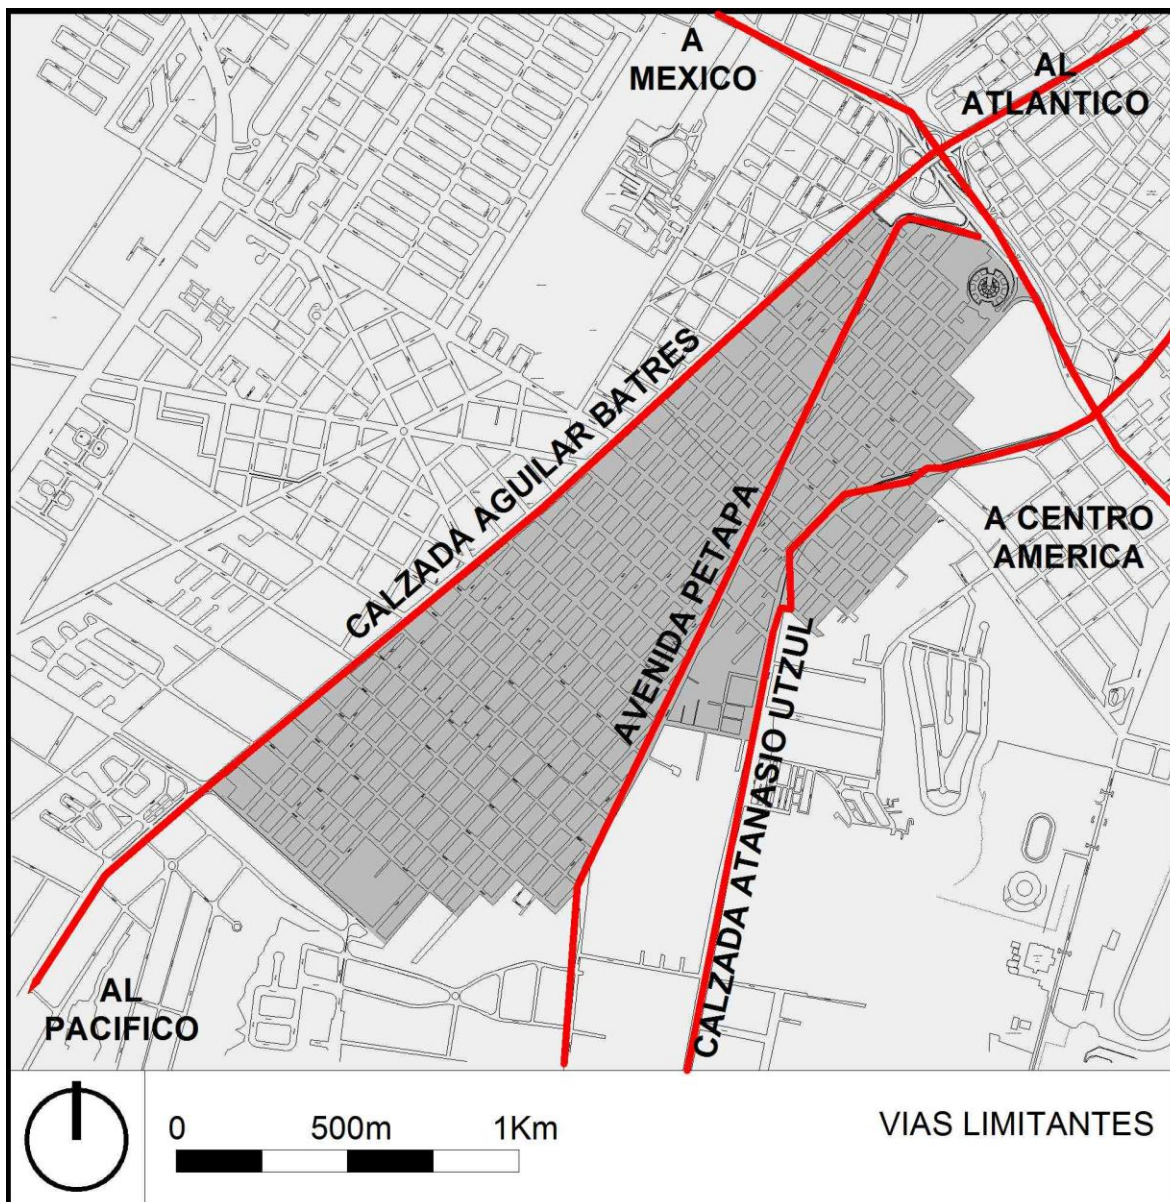 A
MEXICO
AL
ATLANTICO
CALZADA AGUILAR BATRES
AVENIDA PETAPA
A CENTRO
AMERICA
CALZADA ATANASIO UTZUL
AL
PACIFICO
0 500m 1Km
VIAS LIMITANTES